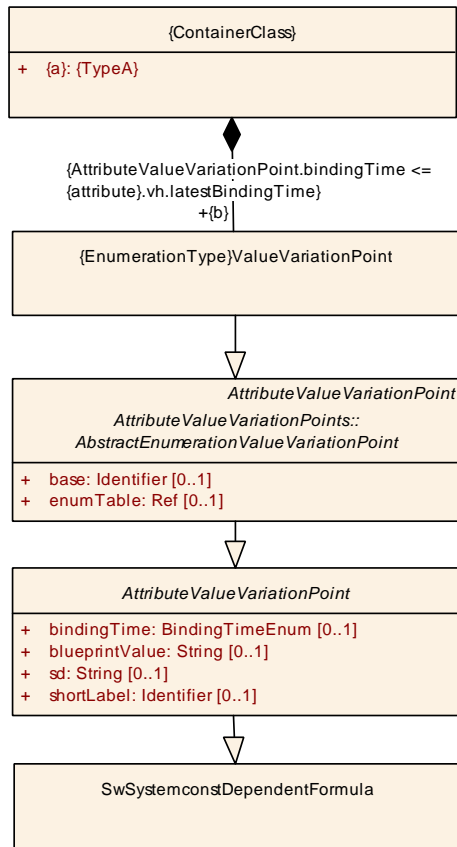 {ContainerClass}
+ {a}: {TypeA}
{AttributeValueVariationPoint.bindingTime <=
{attribute}.vh.latestBindingTime}
+{b}
{EnumerationType}ValueVariationPoint
AttributeValueVariationPoint
AttributeValueVariationPoints::
AbstractEnumerationValueVariationPoint
+ base: Identifier [0..1]
+ enumTable: Ref [0..1]
AttributeValueVariationPoint
+ bindingTime: BindingTimeEnum [0..1]
+ blueprintValue: String [0..1]
+ sd: String [0..1]
+ shortLabel: Identifier [0..1]
SwSystemconstDependentFormula